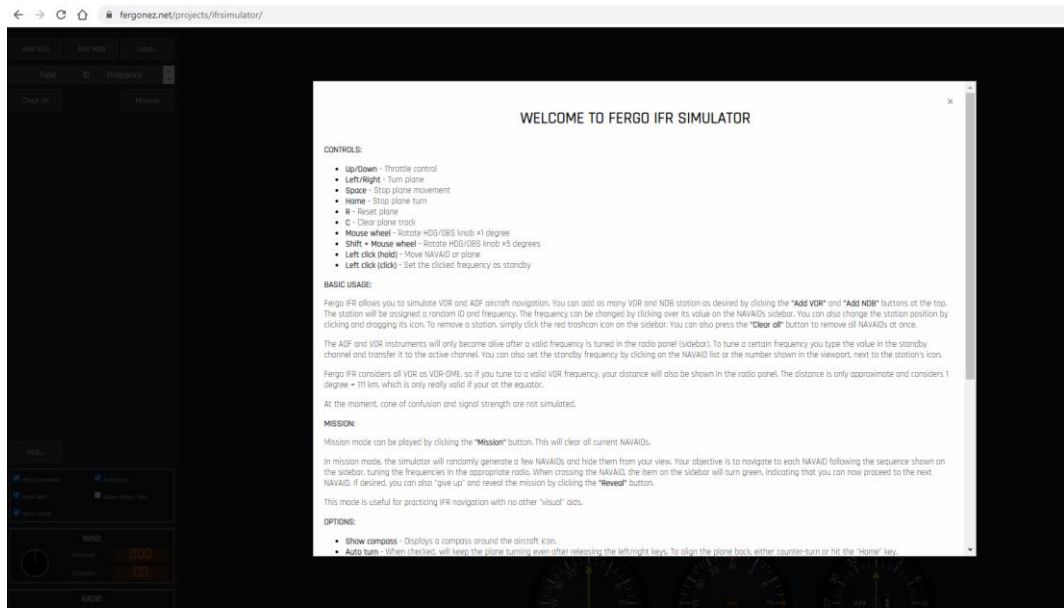 fergonez.net/projects/ifrsimulator/
Add VOR Add NDB Load...
Type ID Frequency
Clear all Mission
×
WELCOME TO FERGO IFR SIMULATOR
CONTROLS:
Up/Down - Throttle control
Left/Right - Turn plane
Space - Stop plane movement
Home - Stop plane turn
R - Reset plane
C - Clear plane track
Mouse wheel - Rotate HDG/OBS knob ±1 degree
Shift + Mouse wheel - Rotate HDG/OBS knob ±5 degrees
Left click (hold) - Move NAVAID or plane
Left click (click) - Set the clicked frequency as standby
BASIC USAGE:
Fergo IFR allows you to simulate VOR and ADF aircraft navigation. You can add as many VOR and NDB station as desired by clicking the "Add VOR" and "Add NDB" buttons at the top.
The station will be assigned a random ID and frequency. The frequency can be changed by clicking over its value on the NAVAIDs sidebar. You can also change the station position by
clicking and dragging its icon. To remove a station, simply click the red trashcan icon on the sidebar. You can also press the "Clear all" button to remove all NAVAIDs at once.
The ADF and VOR instruments will only become alive after a valid frequency is tuned in the radio panel (sidebar). To tune a certain frequency you type the value in the standby
channel and transfer it to the active channel. You can also set the standby frequency by clicking on the NAVAID list or the number shown in the viewport, next to the station's icon.
Fergo IFR considers all VOR as VOR-DME, so if you tune to a valid VOR frequency, your distance will also be shown in the radio panel. The distance is only approximate and considers 1
degree = 111 km, which is only really valid if your at the equator.
At the moment, cone of confusion and signal strength are not simulated.
MISSION:
Mission mode can be played by clicking the "Mission" button. This will clear all current NAVAIDs.
In mission mode, the simulator will randomly generate a few NAVAIDs and hide them from your view. Your objective is to navigate to each NAVAID following the sequence shown on
the sidebar, tuning the frequencies in the appropriate radio. When crossing the NAVAID, the item on the sidebar will turn green, indicating that you can now proceed to the next
NAVAID. If desired, you can also "give up" and reveal the mission by clicking the "Reveal" button.
This mode is useful for practicing IFR navigation with no other "visual" aids.
OPTIONS:
Show compass - Displays a compass around the aircraft icon.
Auto turn - When checked, will keep the plane turning even after releasing the left/right keys. To align the plane back, either counter-turn or hit the "Home" key.
Help...
Show compass Auto turn
WIND
000
00
RADIO